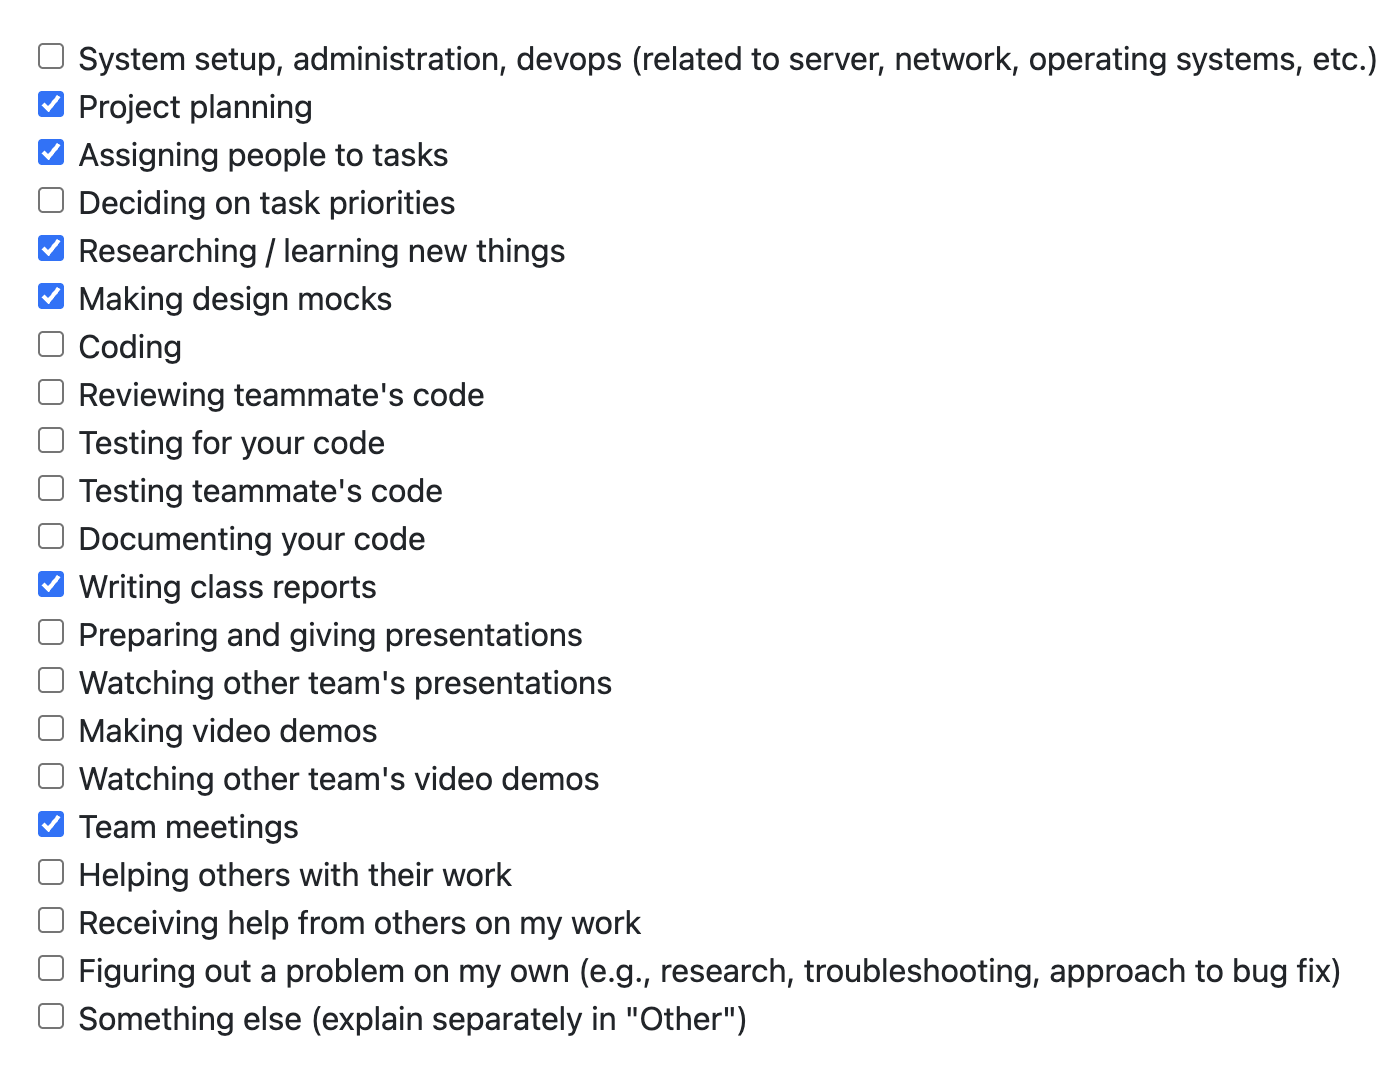 System setup, administration, devops (related to server, network, operating systems, etc.)
Project planning
Assigning people to tasks
Deciding on task priorities
Researching / learning new things
Making design mocks
Coding
Reviewing teammate's code
Testing for your code
Testing teammate's code
Documenting your code
Writing class reports
Preparing and giving presentations
Watching other team's presentations
Making video demos
Watching other team's video demos
Team meetings
Helping others with their work
Receiving help from others on my work
Figuring out a problem on my own (e.g., research, troubleshooting, approach to bug fix)
Something else (explain separately in "Other")